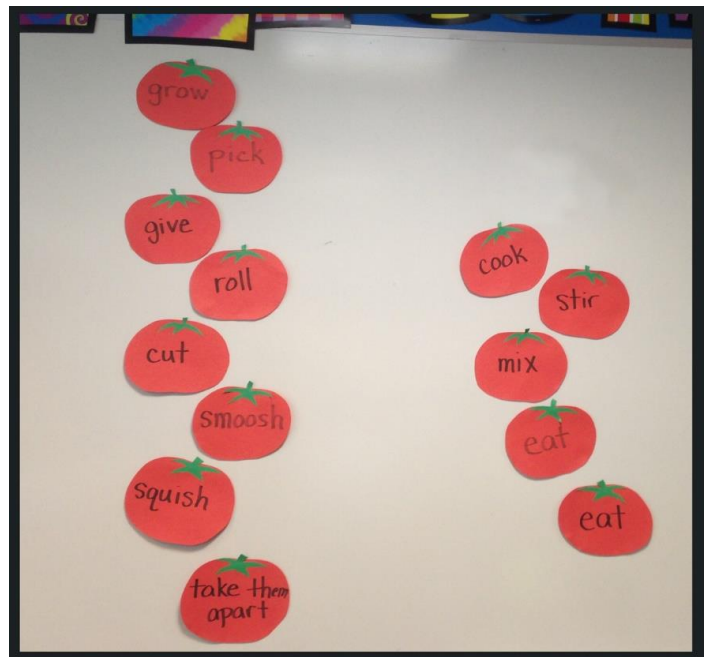 grow
pick
give
roll
cut
smoosh
squish
take them
apart
cook
stir
mix
eat
eat